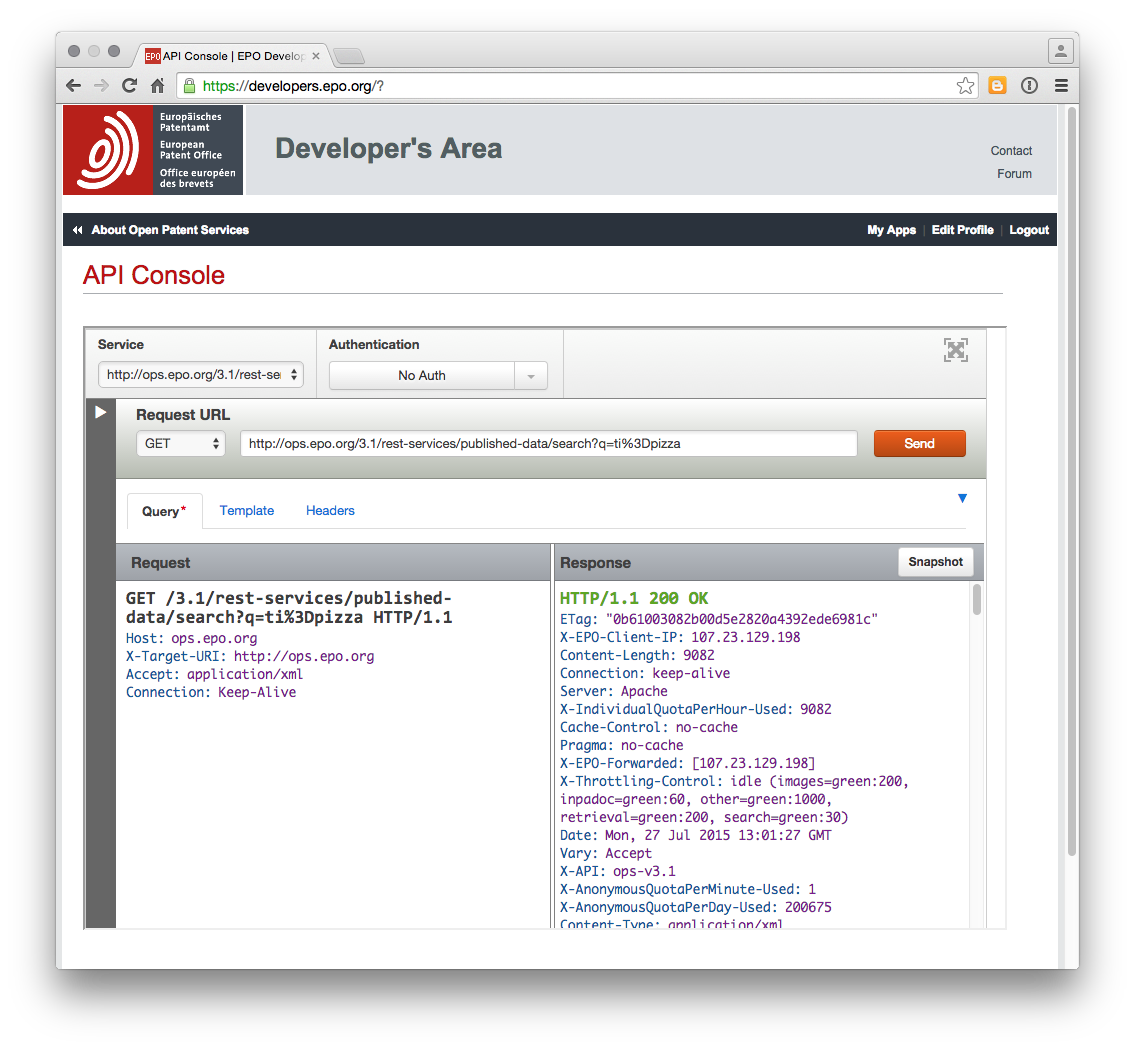 EPO API Console | EPO Develop
https://developers.epo.org/?
Europäisches
Patentamt
European
Patent Office
Office européen
des brevets
Developer's Area
Contact
Forum
About Open Patent Services
My Apps | Edit Profile | Logout
API Console
Service
Authentication
http://ops.epo.org/3.1/rest-se
No Auth
Request URL
GET
http://ops.epo.org/3.1/rest-services/published-data/search?q=ti%3Dpizza
Send
Query*
Template
Headers
Request
GET /3.1/rest-services/published-
data/search?q=ti%3Dpizza HTTP/1.1
Host: ops.epo.org
X-Target-URI: http://ops.epo.org
Accept: application/xml
Connection: Keep-Alive
Response
Snapshot
HTTP/1.1 200 OK
ETag: "0b61003082b00d5e2820a4392ede6981c"
X-EPO-Client-IP: 107.23.129.198
Content-Length: 9082
Connection: keep-alive
Server: Apache
X-IndividualQuotaPerHour-Used: 9082
Cache-Control: no-cache
Pragma: no-cache
X-EPO-Forwarded: [107.23.129.198]
X-Throttling-Control: idle (images=green:200,
inpadoc=green:60, other=green:1000,
retrieval=green:200, search=green:30)
Date: Mon, 27 Jul 2015 13:01:27 GMT
Vary: Accept
X-API: ops-v3.1
X-AnonymousQuotaPerMinute-Used: 1
X-AnonymousQuotaPerDay-Used: 200675
Content-Type: application/xml